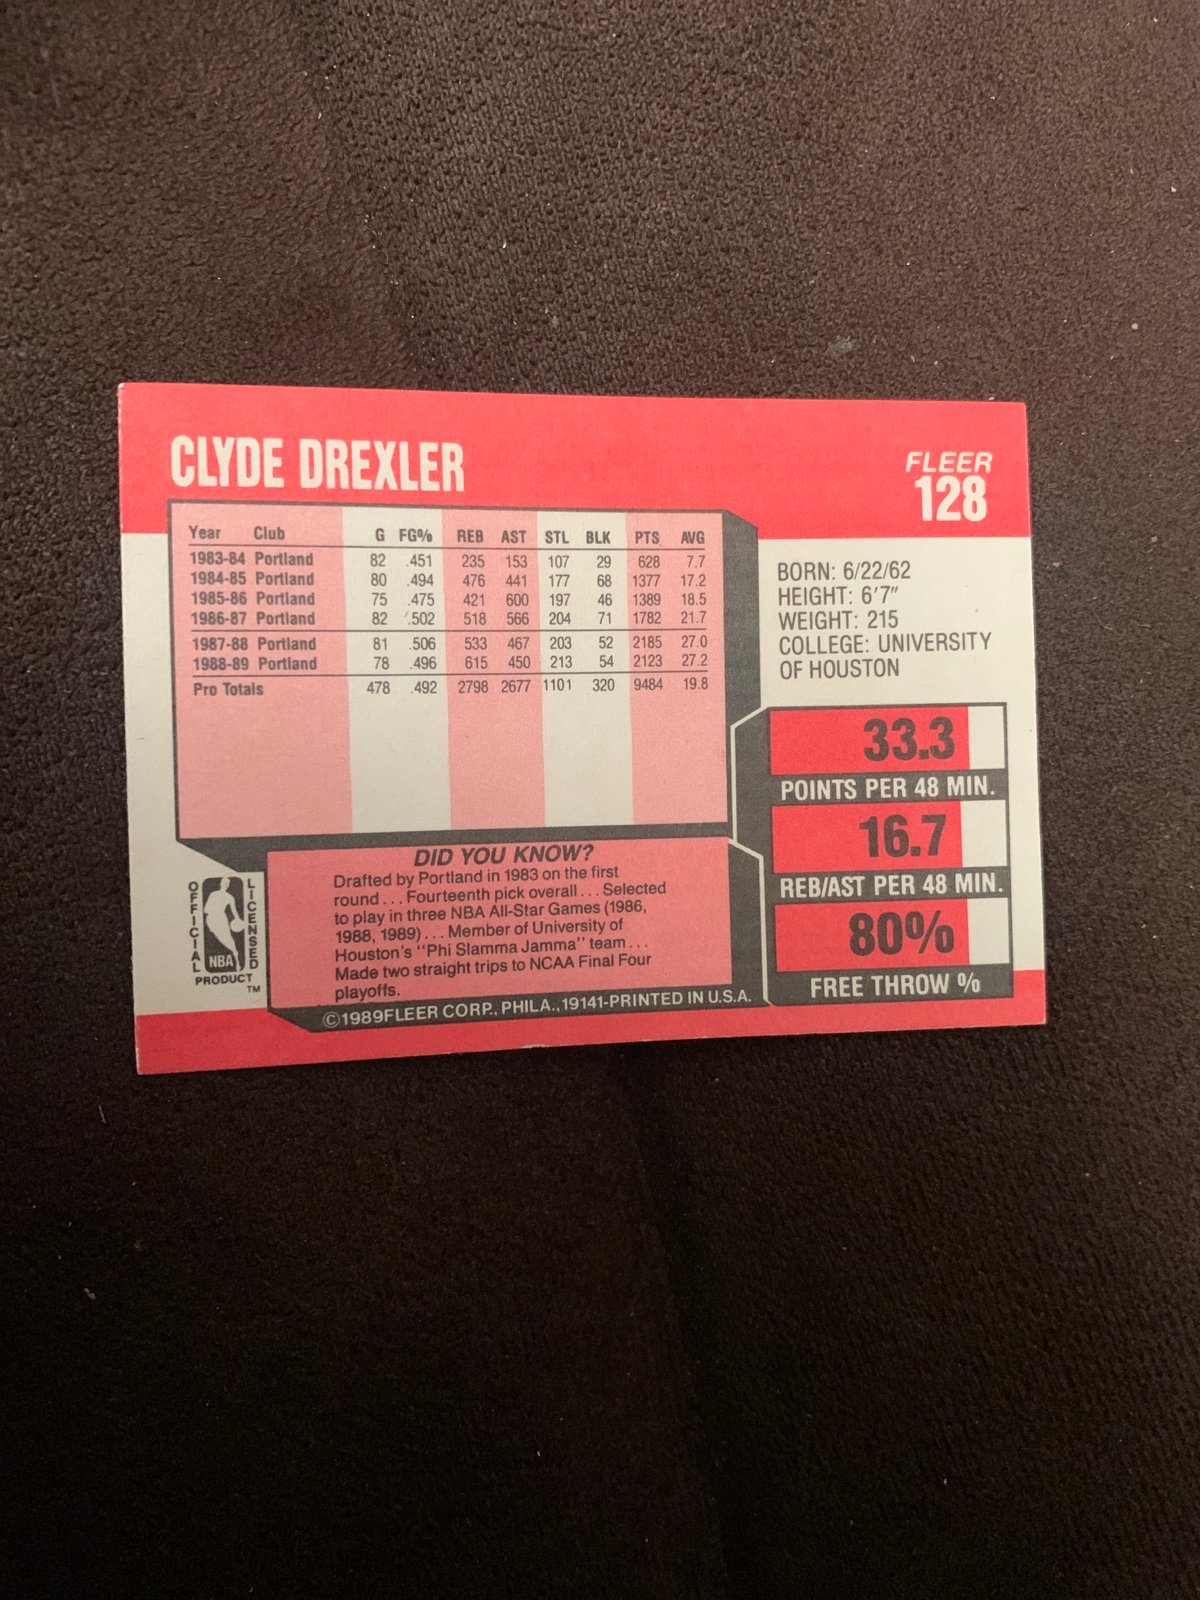 CLYDE DREXLER
FLEER
128
Year Club G FG% REB AST STL BLK PTS AVG
1983-84 Portland 82 .451 235 153 107 29 628 7.7
1984-85 Portland 80 .494 476 441 177 68 1377 17.2
1985-86 Portland 75 .475 421 600 197 46 1389 18.5
1986-87 Portland 82 .502 518 566 204 71 1782 21.7
1987-88 Portland 81 .506 533 467 203 52 2185 27.0
1988-89 Portland 78 .496 615 450 213 54 2123 27.2
Pro Totals 478 .492 2798 2677 1101 320 9484 19.8
BORN: 6/22/62
HEIGHT: 6'7"
WEIGHT: 215
COLLEGE: UNIVERSITY
OF HOUSTON
33.3
POINTS PER 48 MIN.
16.7
REB/AST PER 48 MIN.
80%
FREE THROW %
DID YOU KNOW?
Drafted by Portland in 1983 on the first
round... Fourteenth pick overall... Selected
to play in three NBA All-Star Games (1986,
1988, 1989)... Member of University of
Houston's "Phi Slamma Jamma" team...
Made two straight trips to NCAA Final Four
playoffs.
OFFICIAL
NBA
LICENSED
PRODUCT
TM
©1989FLEER CORP., PHILA., 19141-PRINTED IN U.S.A.